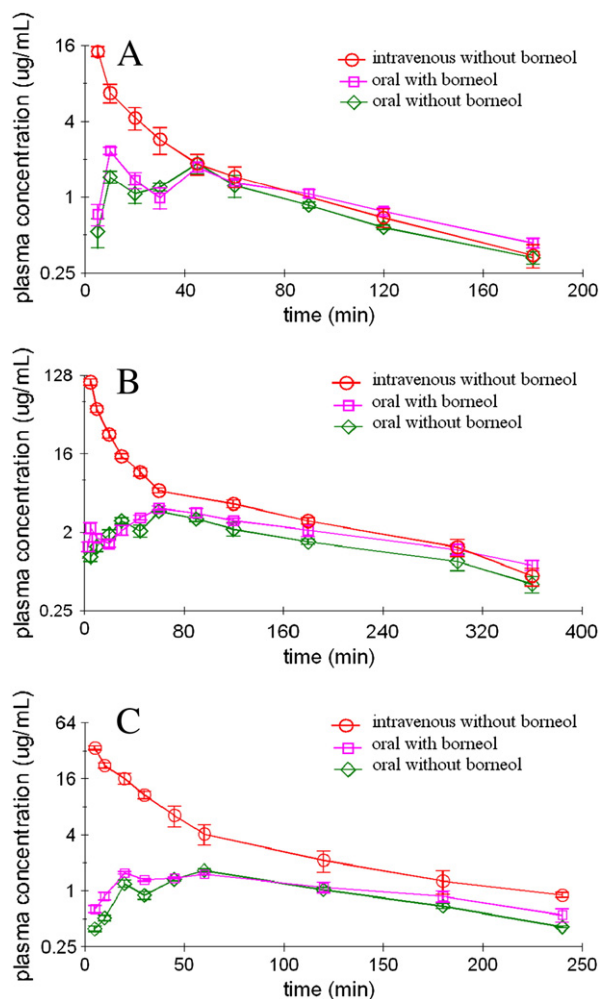 A
plasma concentration (ug/mL)
16
4
1
0.25
intravenous without borneol
oral with borneol
oral without borneol
0 40 80 120 160 200
time (min)
B
plasma concentration (ug/mL)
128
16
2
0.25
intravenous without borneol
oral with borneol
oral without borneol
0 80 160 240 320 400
time (min)
C
plasma concentration (ug/mL)
64
16
4
1
0.25
intravenous without borneol
oral with borneol
oral without borneol
0 50 100 150 200 250
time (min)